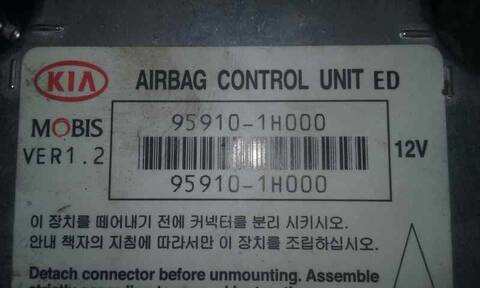 KIA AIRBAG CONTROL UNIT ED
MOBIS 95910-1H000
VER1.2 12V
95910-1H000
이 장치를 떼어내기 전에 커넥터를 분리 시키시오.
안내 책자의 지침에 따라서만 이 장치를 조립하십시오.
Detach connector before unmounting. Assemble
strictly according to